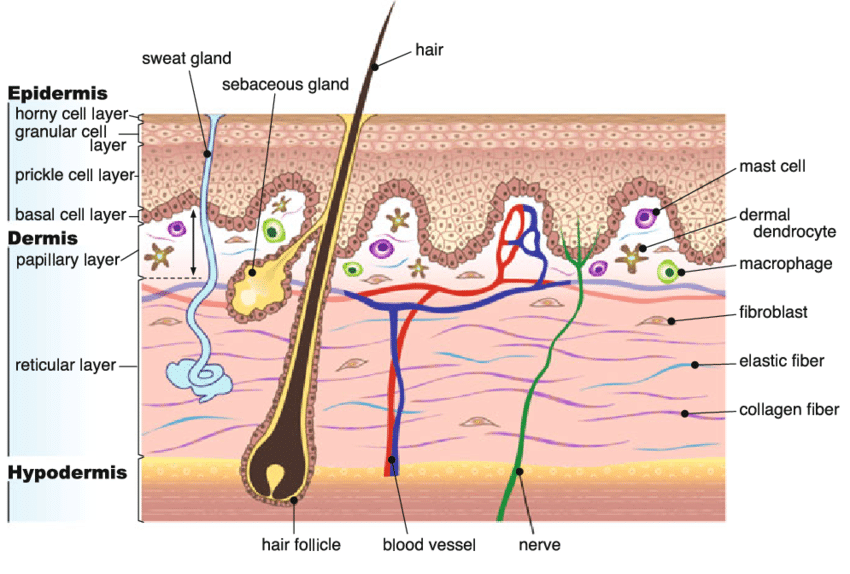 sweat gland
hair
sebaceous gland
Epidermis
horny cell layer
granular cell
layer
prickle cell layer
basal cell layer
Dermis
papillary layer
reticular layer
Hypodermis
mast cell
dermal
dendrocyte
macrophage
fibroblast
elastic fiber
collagen fiber
hair follicle
blood vessel
nerve